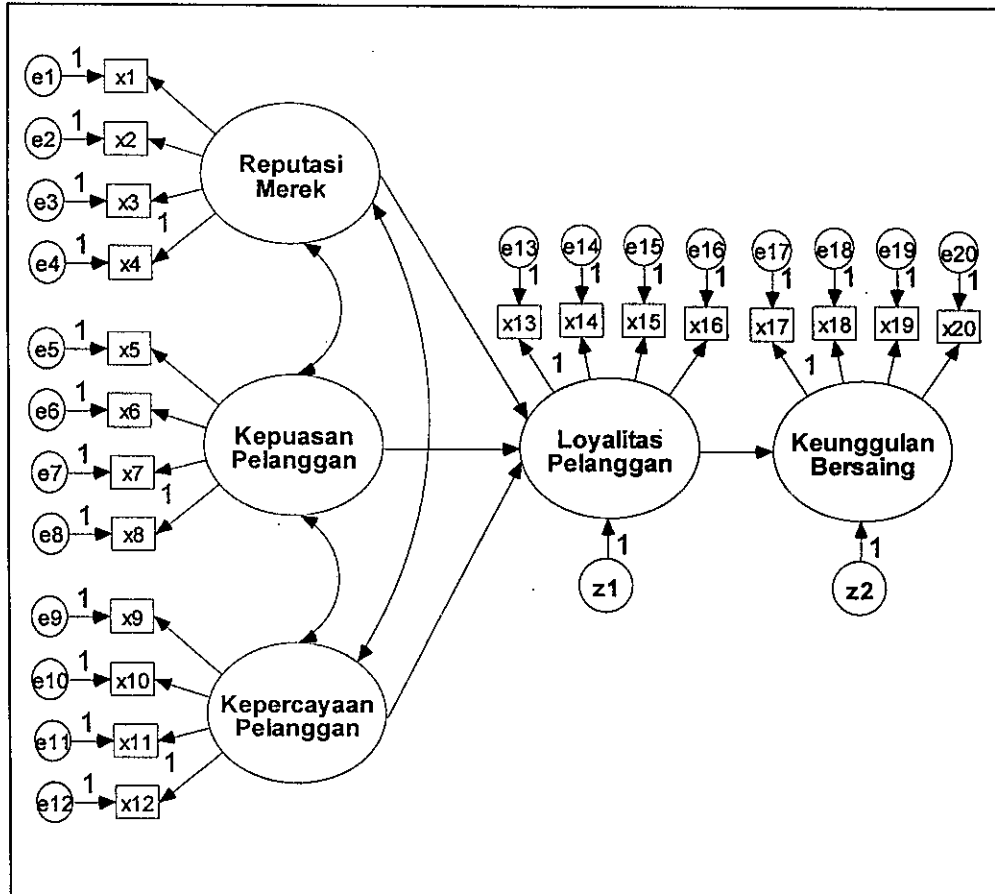 e1 1 x1
e2 1 x2
e3 1 x3
1
e4 1 x4
Reputasi
Merek
e5 1 x5
e6 1 x6
e7 1 x7
1
e8 1 x8
Kepuasan
Pelanggan
e9 1 x9
e10 1 x10
e11 1 x11
1
e12 1 x12
Kepercayaan
Pelanggan
e13 e14 e15 e16 e17 e18 e19 e20
1 1 1 1 1 1 1 1
x13 x14 x15 x16 x17 x18 x19 x20
1 1
Loyalitas
Pelanggan
Keunggulan
Bersaing
1 1
z1 z2